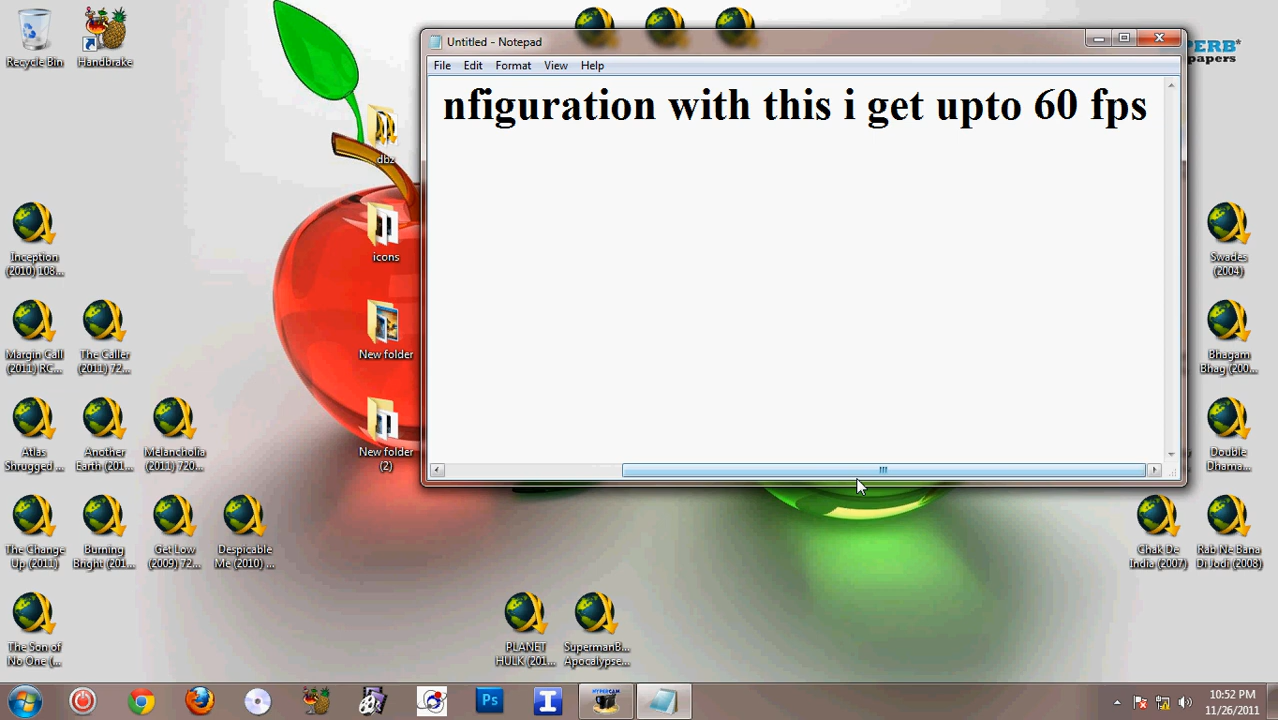 Recycle Bin
Handbrake
Untitled - Notepad
PERB®
papers
File Edit Format View Help
nfiguration with this i get upto 60 fps
dbz
icons
New folder
New folder
(2)
Inception
(2010) 108...
Margin Call
(2011) RC...
The Caller
(2011) 72...
Atlas
Shrugged ...
Another
Earth (201...
Melancholia
(2011) 720...
The Change
Up (2011)
Burning
Bright (201...
Get Low
(2009) 72...
Despicable
Me (2010) ...
The Son of
No One (...
PLANET
HULK (201...
SupermanB...
Apocalypse...
Swades
(2004)
Bhagam
Bhag (200...
Double
Dhama...
Chak De
india (2007)
Rab Ne Bana
Di Jodi (2008)
Ps
I
HYPERCAM
10:52 PM
11/26/2011